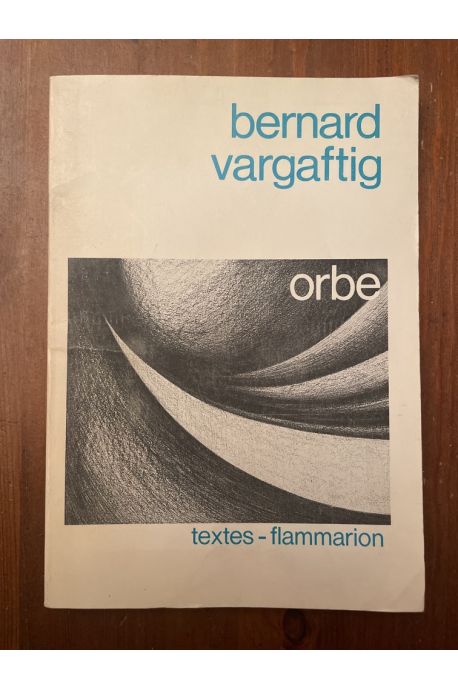 bernard
vargaftig
orbe
textes - flammarion